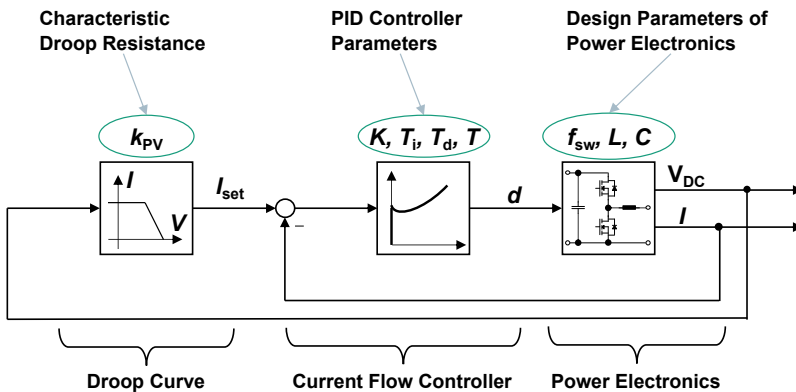 Characteristic
Droop Resistance
PID Controller
Parameters
Design Parameters of
Power Electronics
kPV
K, Ti, Td, T
fsw, L, C
I
V
Iset
–
d
VDC
I
Droop Curve
Current Flow Controller
Power Electronics